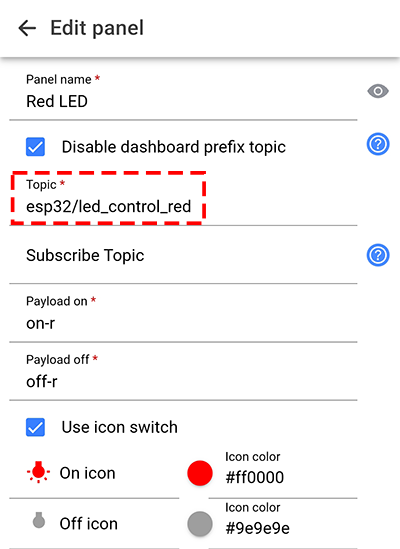 Edit panel
Panel name *
Red LED
Disable dashboard prefix topic
Topic *
esp32/led_control_red
Subscribe Topic
Payload on *
on-r
Payload off *
off-r
Use icon switch
On icon
Icon color
#ff0000
Off icon
Icon color
#9e9e9e